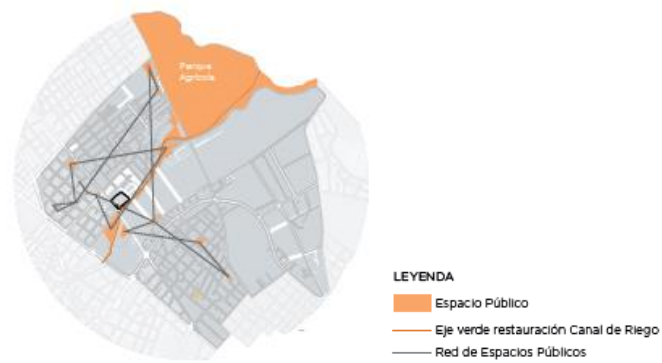 Parque
Agrícola
LEYENDA
Espacio Público
Eje verde restauración Canal de Riego
Red de Espacios Públicos